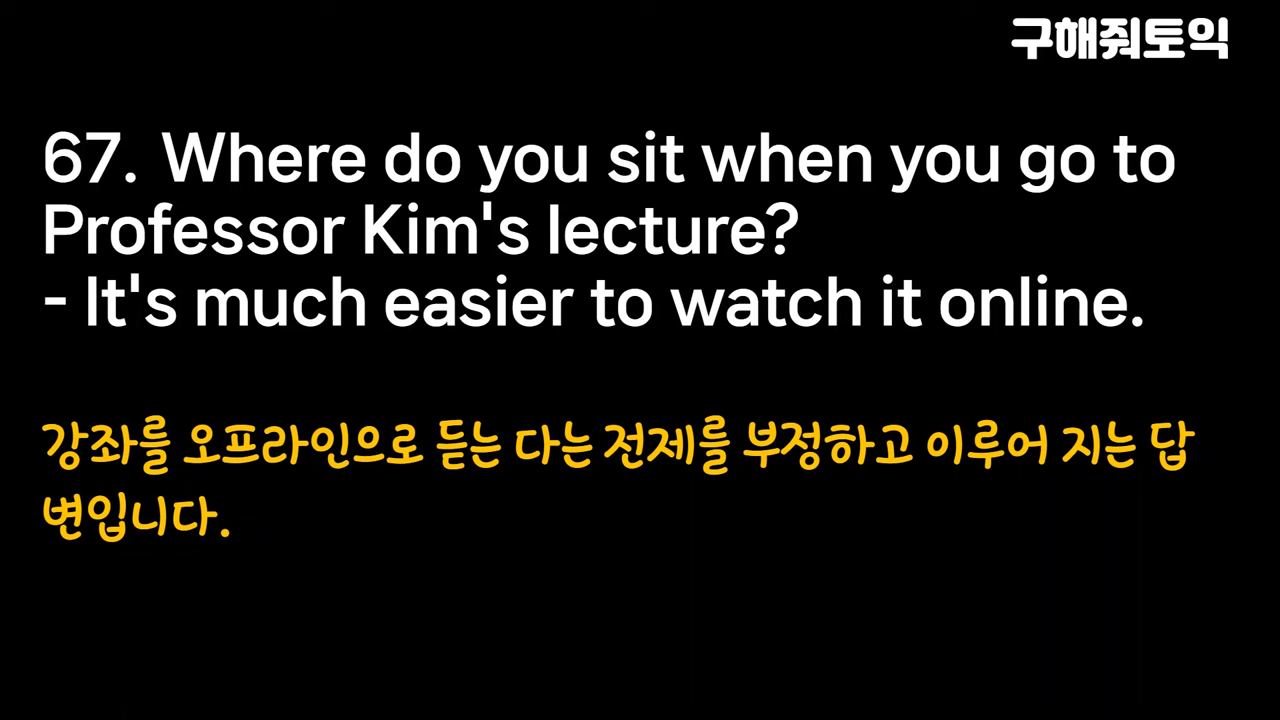 구해줘토익
67. Where do you sit when you go to
Professor Kim's lecture?
- It's much easier to watch it online.
강좌를 오프라인으로 듣는 다는 전제를 부정하고 이루어 지는 답
변입니다.